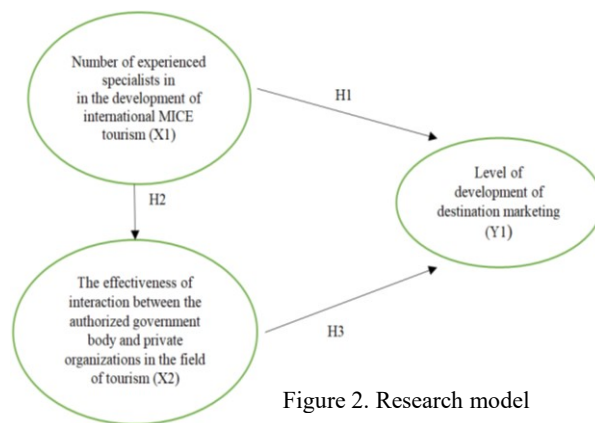 Number of experienced
specialists in
in the development of
international MICE
tourism (X1)
H1
Level of
development of
destination marketing
(Y1)
H2
The effectiveness of
interaction between the
authorized government
body and private
organizations in the field
of tourism (X2)
H3
Figure 2. Research model